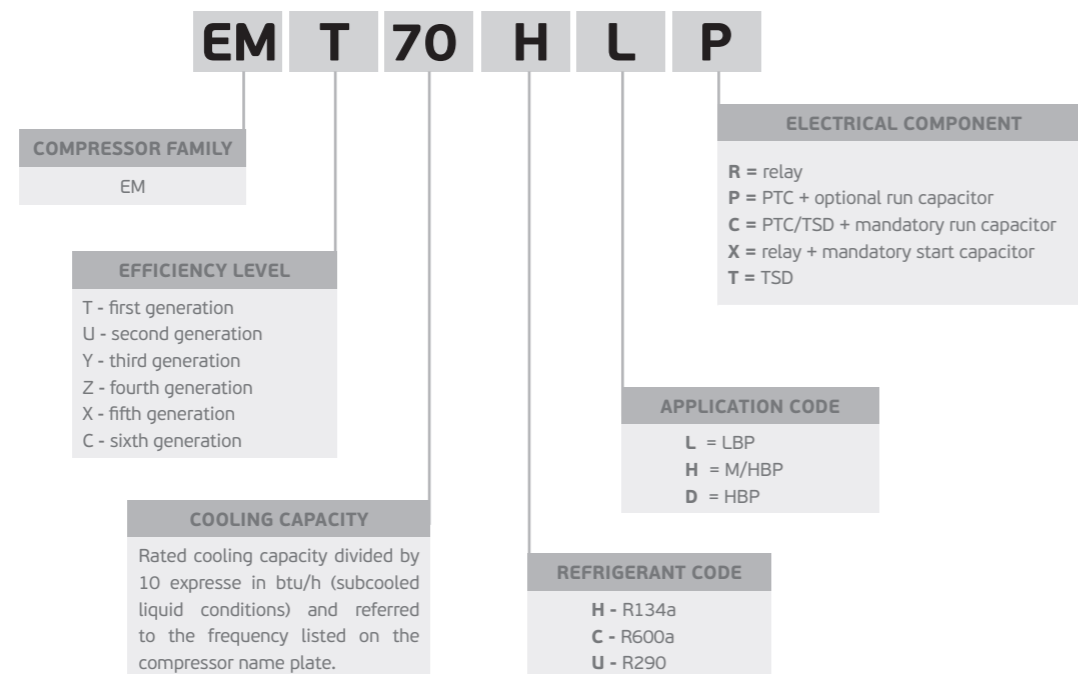 EM T 70 H L P
COMPRESSOR FAMILY
EM
EFFICIENCY LEVEL
T - first generation
U - second generation
Y - third generation
Z - fourth generation
X - fifth generation
C - sixth generation
COOLING CAPACITY
Rated cooling capacity divided by
10 expresse in btu/h (subcooled
liquid conditions) and referred
to the frequency listed on the
compressor name plate.
REFRIGERANT CODE
H - R134a
C - R600a
U - R290
APPLICATION CODE
L = LBP
H = M/HBP
D = HBP
ELECTRICAL COMPONENT
R = relay
P = PTC + optional run capacitor
C = PTC/TSD + mandatory run capacitor
X = relay + mandatory start capacitor
T = TSD